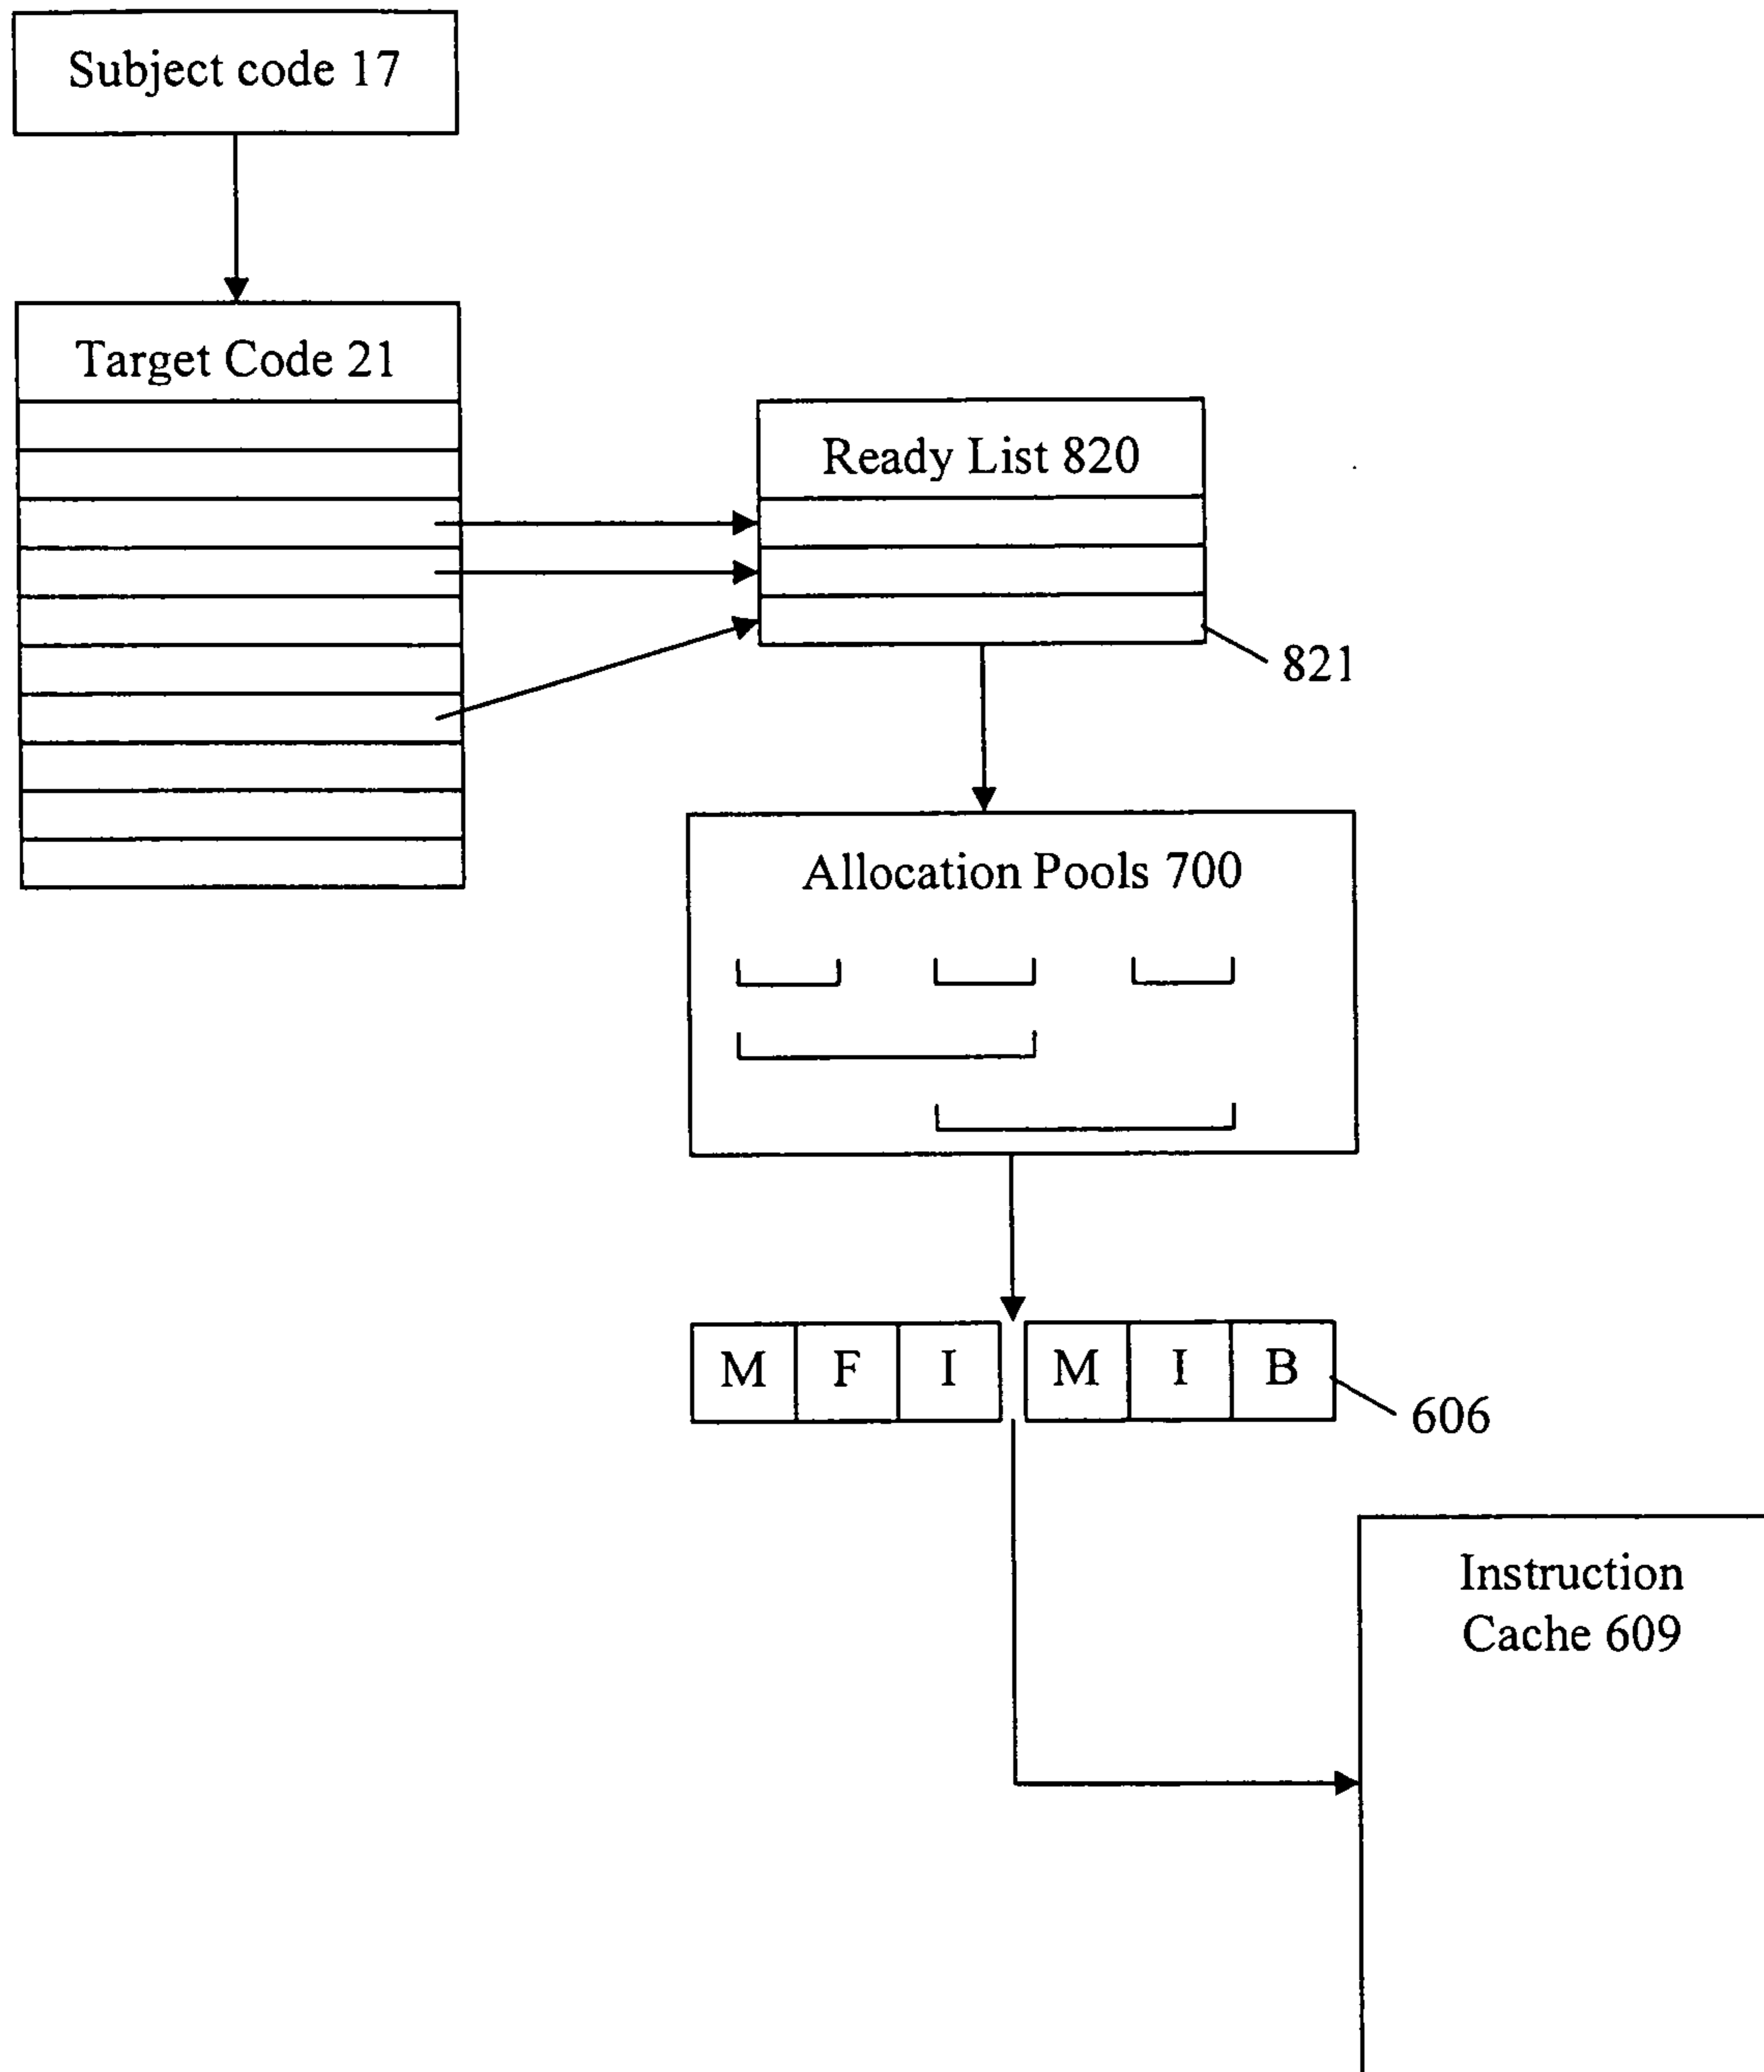 Subject code 17
Target Code 21
Ready List 820
821
Allocation Pools 700
M F I M I B
606
Instruction
Cache 609